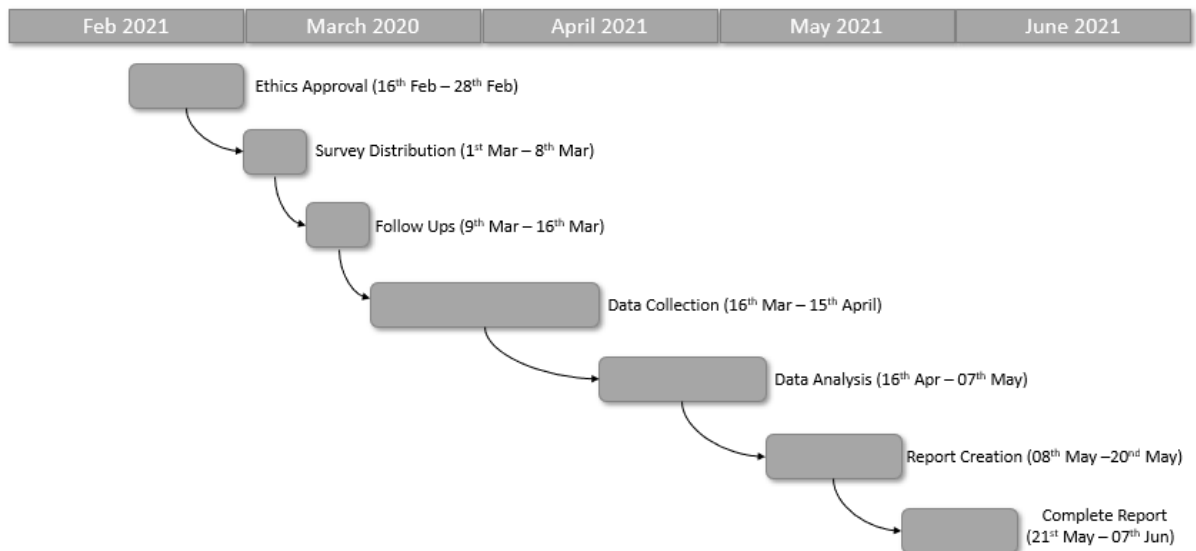 Feb 2021 March 2020 April 2021 May 2021 June 2021
Ethics Approval (16th Feb – 28th Feb)
Survey Distribution (1st Mar – 8th Mar)
Follow Ups (9th Mar – 16th Mar)
Data Collection (16th Mar – 15th April)
Data Analysis (16th Apr – 07th May)
Report Creation (08th May –20nd May)
Complete Report
(21st May – 07th Jun)